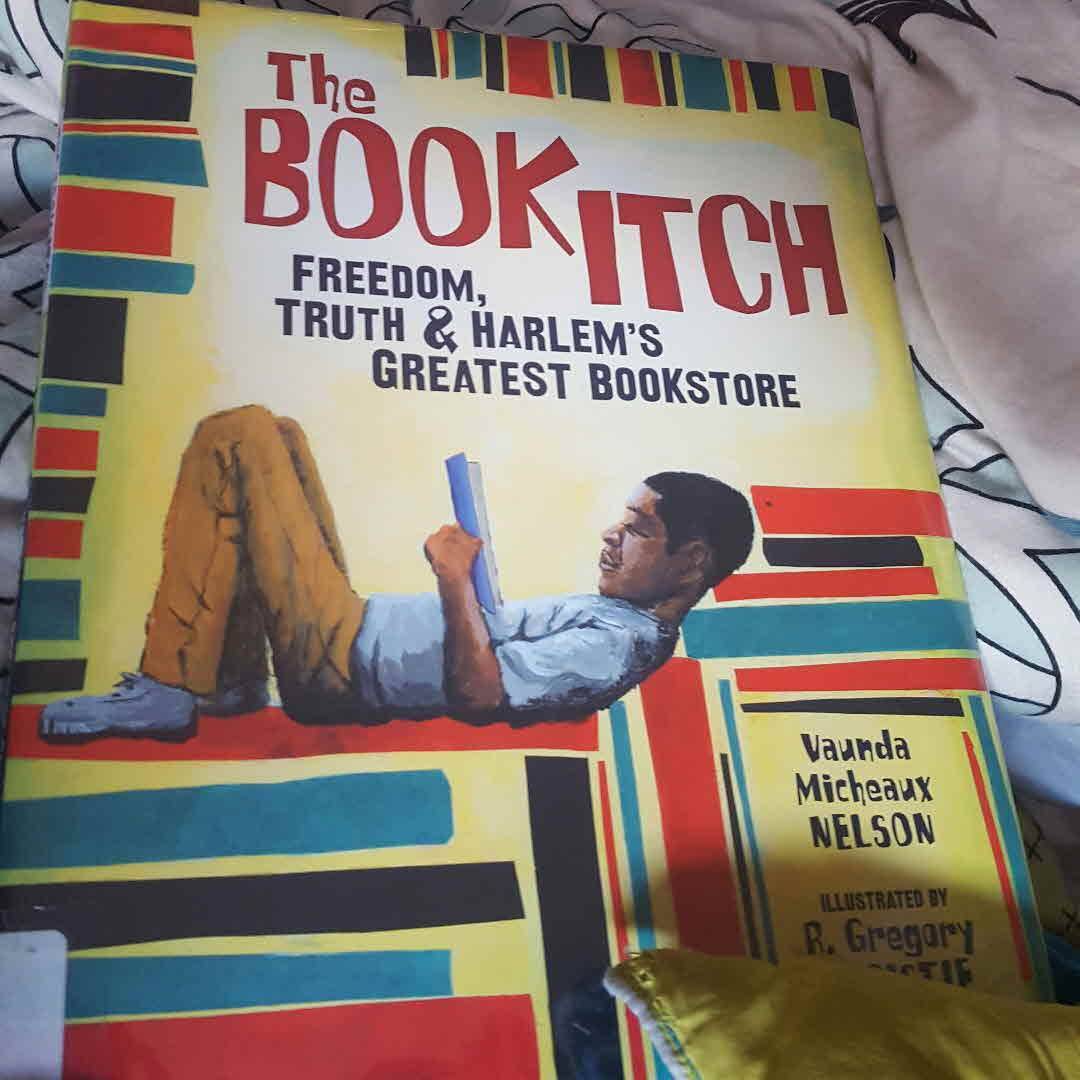 The
BOOK ITCH
FREEDOM,
TRUTH & HARLEM'S
GREATEST BOOKSTORE
Vaunda
Micheaux
NELSON
ILLUSTRATED BY
R. Gregory